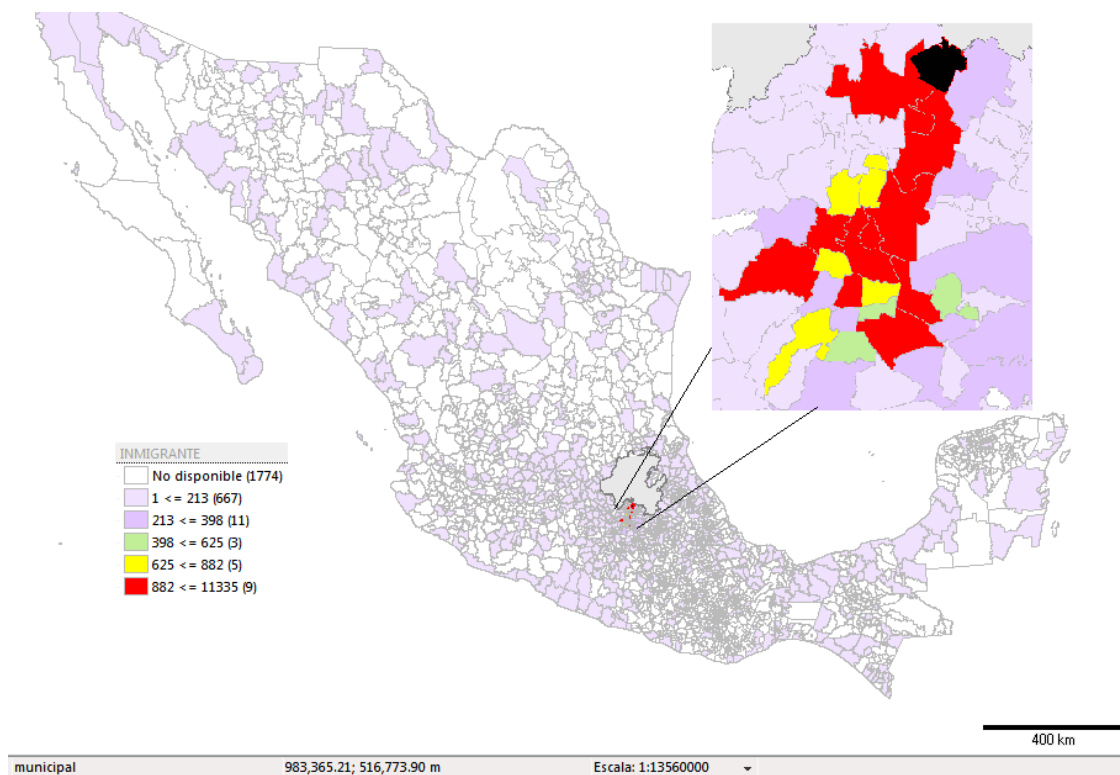 INMIGRANTE
No disponible (1774)
1 <= 213 (667)
213 <= 398 (11)
398 <= 625 (3)
625 <= 882 (5)
882 <= 11335 (9)
400 km
municipal 983,365.21; 516,773.90 m Escala: 1:13560000